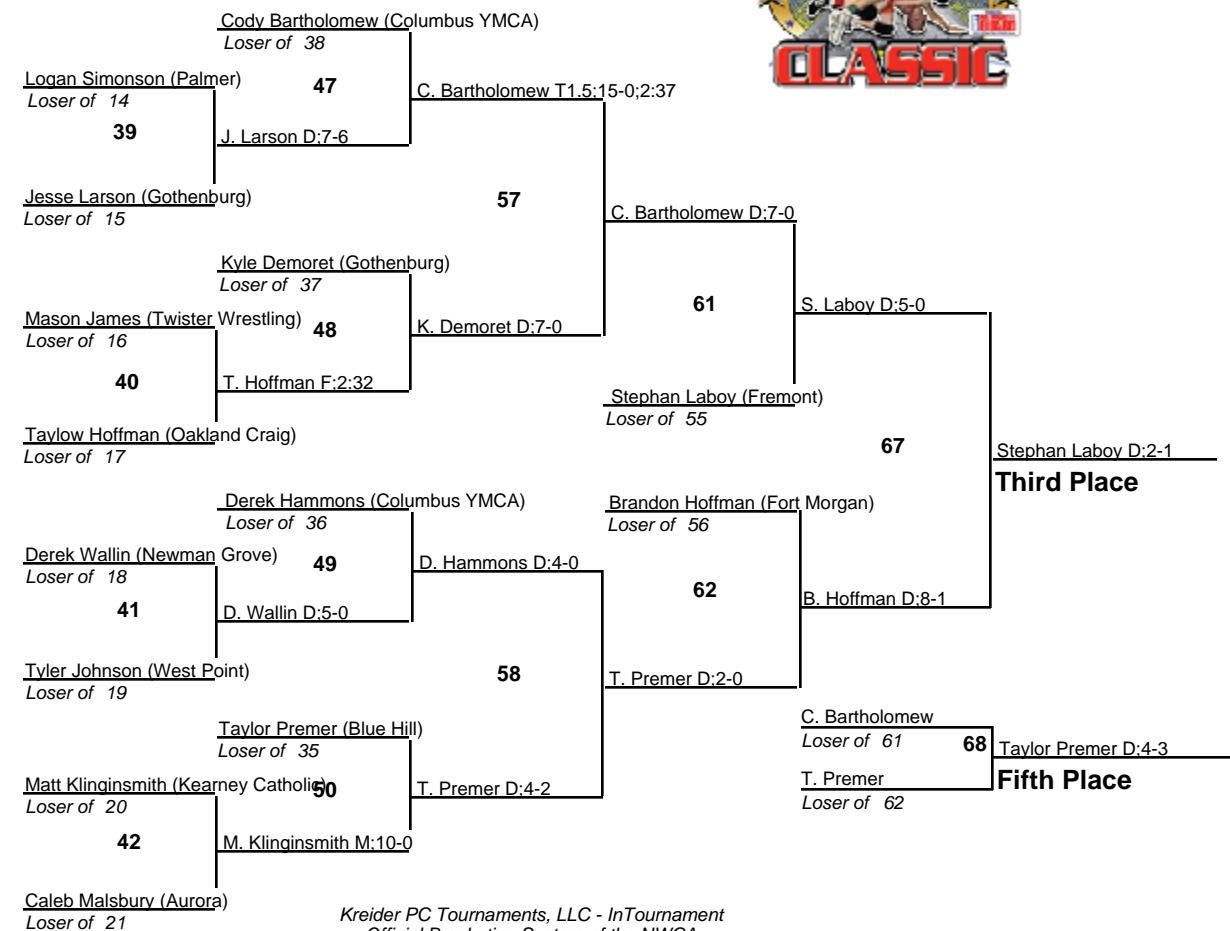 Cody Bartholomew (Columbus YMCA)
Loser of 38
CLASSIC
Logan Simonson (Palmer)
Loser of 14
47
C. Bartholomew T1.5;15-0;2:37
39
J. Larson D;7-6
Jesse Larson (Gothenburg)
Loser of 15
57
C. Bartholomew D;7-0
Kyle Demoret (Gothenburg)
Loser of 37
Mason James (Twister Wrestling)
Loser of 16
48
K. Demoret D;7-0
61
S. Laboy D;5-0
40
T. Hoffman F;2:32
Stephan Laboy (Fremont)
Loser of 55
Taylow Hoffman (Oakland Craig)
Loser of 17
67
Stephan Laboy D;2-1
Third Place
Derek Hammons (Columbus YMCA)
Loser of 36
Brandon Hoffman (Fort Morgan)
Loser of 56
Derek Wallin (Newman Grove)
Loser of 18
49
D. Hammons D;4-0
62
B. Hoffman D;8-1
41
D. Wallin D;5-0
Tyler Johnson (West Point)
Loser of 19
58
T. Premer D;2-0
Taylor Premer (Blue Hill)
Loser of 35
C. Bartholomew
Loser of 61
68
Taylor Premer D;4-3
Fifth Place
T. Premer
Loser of 62
Matt Klinginsmith (Kearney Catholic)
Loser of 20
50
T. Premer D;4-2
42
M. Klinginsmith M;10-0
Caleb Malsbury (Aurora)
Loser of 21
Kreider PC Tournaments, LLC - InTournament